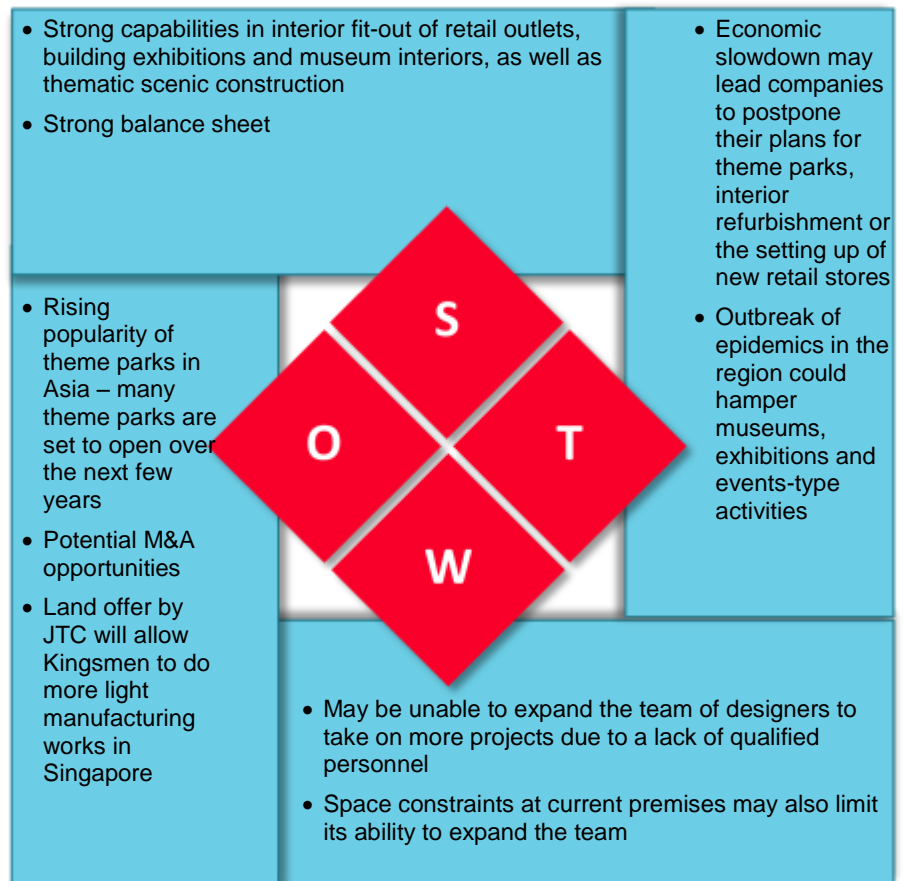 • Strong capabilities in interior fit-out of retail outlets,
building exhibitions and museum interiors, as well as
thematic scenic construction
• Strong balance sheet
• Economic
slowdown may
lead companies
to postpone
their plans for
theme parks,
interior
refurbishment or
the setting up of
new retail stores
• Outbreak of
epidemics in the
region could
hamper
museums,
exhibitions and
events-type
activities
S
O
T
W
• Rising
popularity of
theme parks in
Asia – many
theme parks are
set to open over
the next few
years
• Potential M&A
opportunities
• Land offer by
JTC will allow
Kingsmen to do
more light
manufacturing
works in
Singapore
• May be unable to expand the team of designers to
take on more projects due to a lack of qualified
personnel
• Space constraints at current premises may also limit
its ability to expand the team